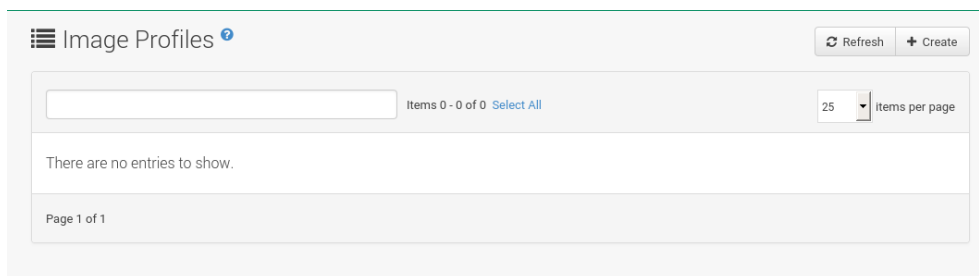 Image Profiles ?
Refresh + Create
Items 0 - 0 of 0 Select All
25 items per page
There are no entries to show.
Page 1 of 1